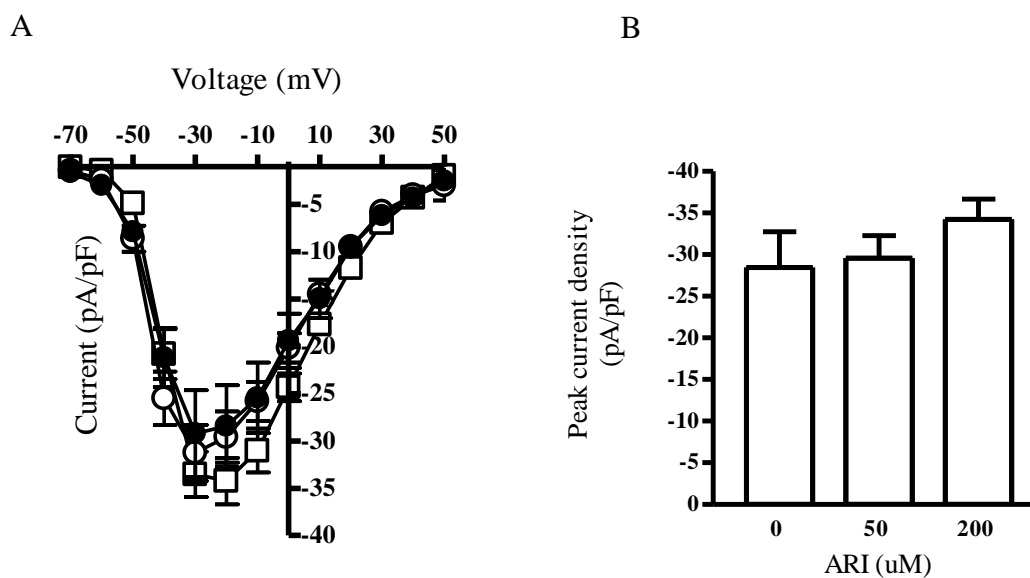 A
Voltage (mV)
-70 -50 -30 -10 10 30 50
-5
-10
-15
-20
-25
-30
-35
-40
Current (pA/pF)
B
-40
-35
-30
-25
-20
-15
-10
-5
0
Peak current density
(pA/pF)
0 50 200
ARI (uM)